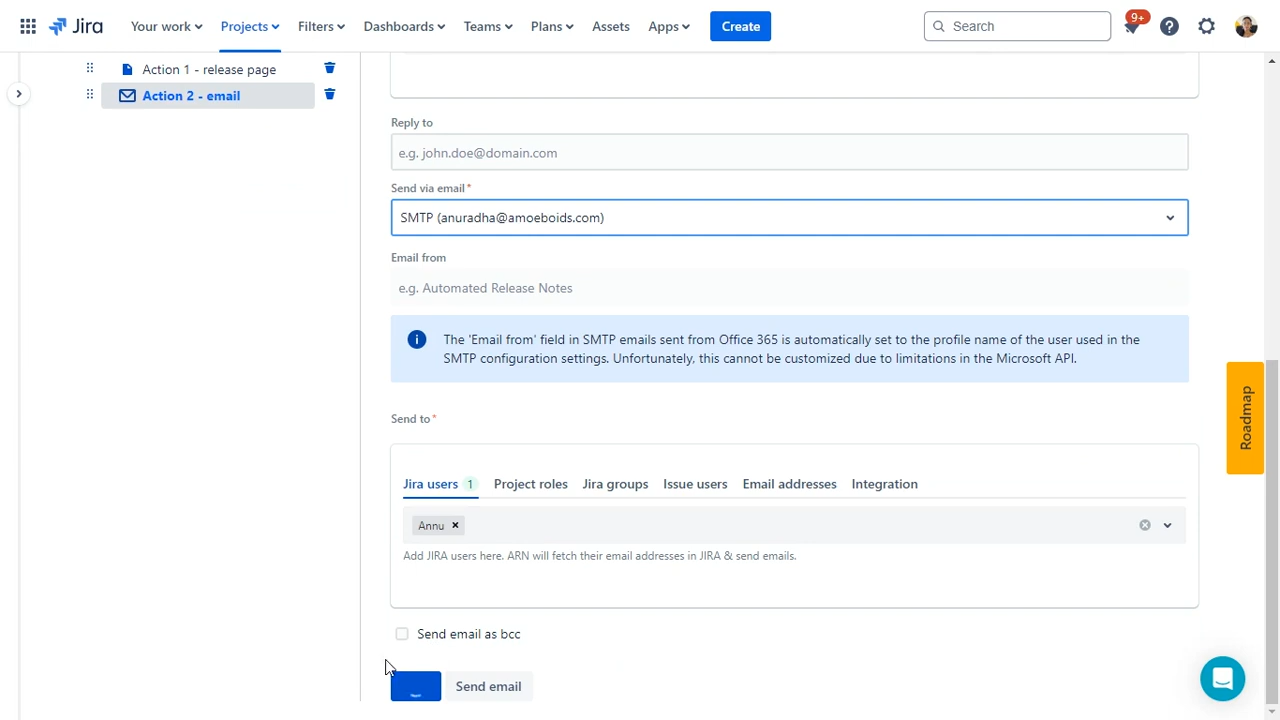 Jira
Your work
Projects
Filters
Dashboards
Teams
Plans
Assets
Apps
Create
Search
9+
Action 1 - release page
Action 2 - email
Reply to
e.g. john.doe@domain.com
Send via email*
SMTP (anuradha@amoeboids.com)
Email from
e.g. Automated Release Notes
The 'Email from' field in SMTP emails sent from Office 365 is automatically set to the profile name of the user used in the
SMTP configuration settings. Unfortunately, this cannot be customized due to limitations in the Microsoft API.
Roadmap
Send to*
Jira users 1
Project roles
Jira groups
Issue users
Email addresses
Integration
Annu
Add JIRA users here. ARN will fetch their email addresses in JIRA & send emails.
Send email as bcc
Send email